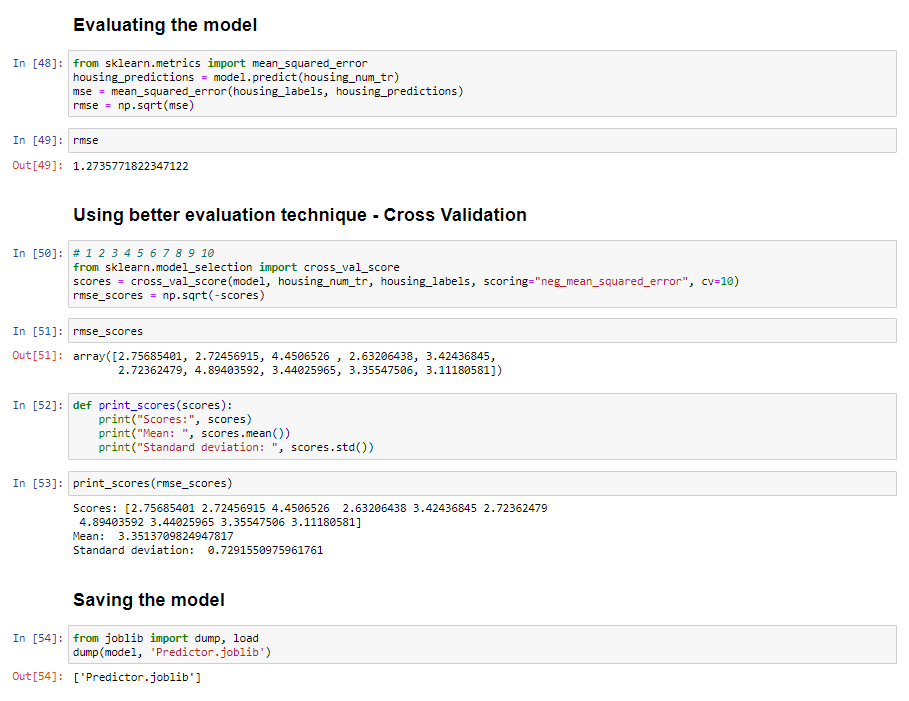 Evaluating the model
In [48]: from sklearn.metrics import mean_squared_error
housing_predictions = model.predict(housing_num_tr)
mse = mean_squared_error(housing_labels, housing_predictions)
rmse = np.sqrt(mse)
In [49]: rmse
Out[49]: 1.2735771822347122
Using better evaluation technique - Cross Validation
In [50]: # 1 2 3 4 5 6 7 8 9 10
from sklearn.model_selection import cross_val_score
scores = cross_val_score(model, housing_num_tr, housing_labels, scoring="neg_mean_squared_error", cv=10)
rmse_scores = np.sqrt(-scores)
In [51]: rmse_scores
Out[51]: array([2.75685401, 2.72456915, 4.4506526 , 2.63206438, 3.42436845,
       2.72362479, 4.89403592, 3.44025965, 3.35547506, 3.11180581])
In [52]: def print_scores(scores):
    print("Scores:", scores)
    print("Mean: ", scores.mean())
    print("Standard deviation: ", scores.std())
In [53]: print_scores(rmse_scores)
Scores: [2.75685401 2.72456915 4.4506526  2.63206438 3.42436845 2.72362479
 4.89403592 3.44025965 3.35547506 3.11180581]
Mean:  3.3513709824947817
Standard deviation:  0.7291550975961761
Saving the model
In [54]: from joblib import dump, load
dump(model, 'Predictor.joblib')
Out[54]: ['Predictor.joblib']